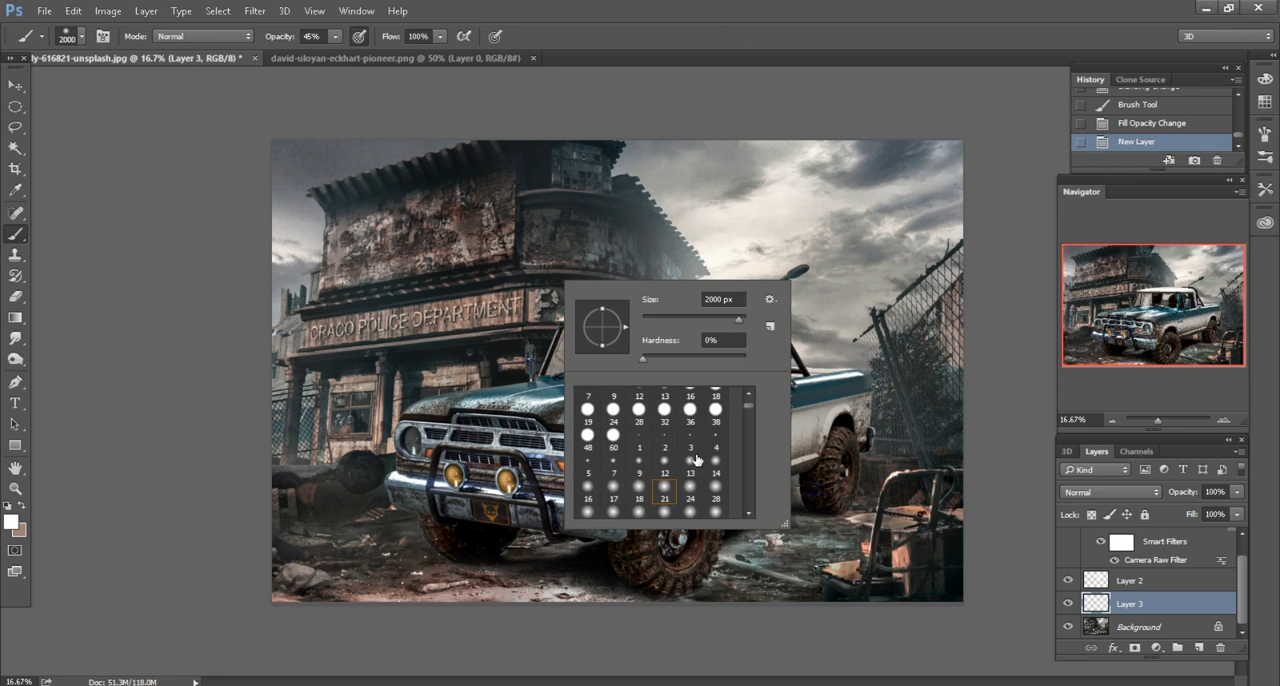 Ps File Edit Image Layer Type Select Filter 3D View Window Help
2000 Mode: Normal Opacity: 45% Flow: 100% 3D
ly-616821-unsplash.jpg @ 16.7% (Layer 3, RGB/8) * × david-uloyan-eckhart-pioneer.png @ 50% (Layer 0, RGB/8#) ×
History Clone Source
Brush Tool
Fill Opacity Change
New Layer
Navigator
16.67%
DRACO POLICE DEPARTMENT
Size: 2000 px
Hardness: 0%
7 9 12 13 16 18
19 24 28 32 36 38
48 60 1 2 3 4
5 7 9 12 13 14
16 17 18 21 24 28
3D Layers Channels
Kind
Normal Opacity: 100%
Lock: Fill: 100%
Smart Filters
Camera Raw Filter
Layer 2
Layer 3
Background
16.67% Doc: 51.3M/118.0M